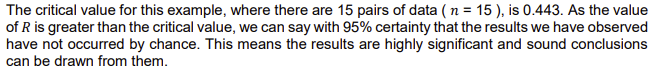 The critical value for this example, where there are 15 pairs of data ( n = 15 ), is 0.443. As the value
of R is greater than the critical value, we can say with 95% certainty that the results we have observed
have not occurred by chance. This means the results are highly significant and sound conclusions
can be drawn from them.